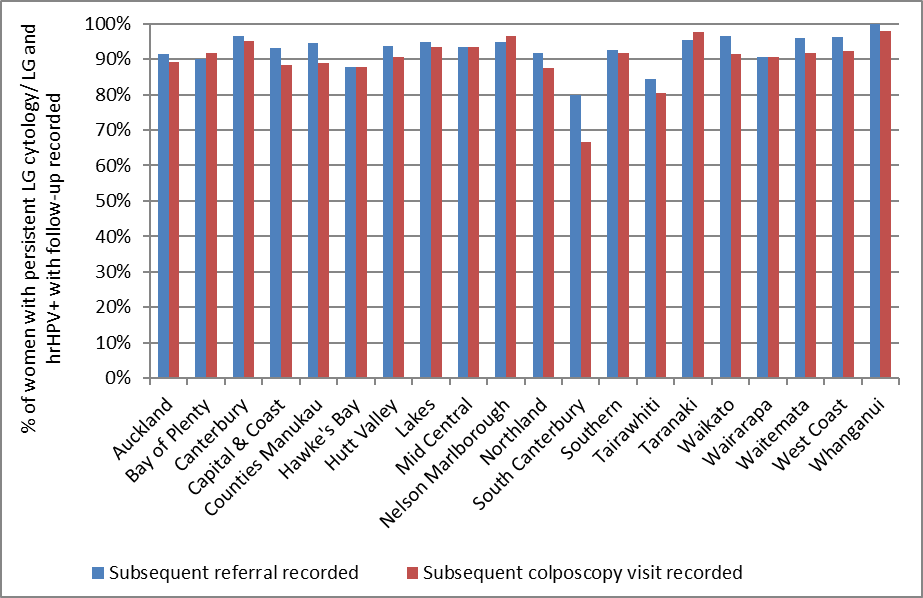 % of women with persistent LG cytology/ LG and
hrHPV+ with follow-up recorded
100%
90%
80%
70%
60%
50%
40%
30%
20%
10%
0%
Auckland
Bay of Plenty
Canterbury
Capital & Coast
Counties Manukau
Hawke's Bay
Hutt Valley
Lakes
Mid Central
Nelson Marlborough
Northland
South Canterbury
Southern
Tairawhiti
Taranaki
Waikato
Wairarapa
Waitemata
West Coast
Whanganui
Subsequent referral recorded
Subsequent colposcopy visit recorded